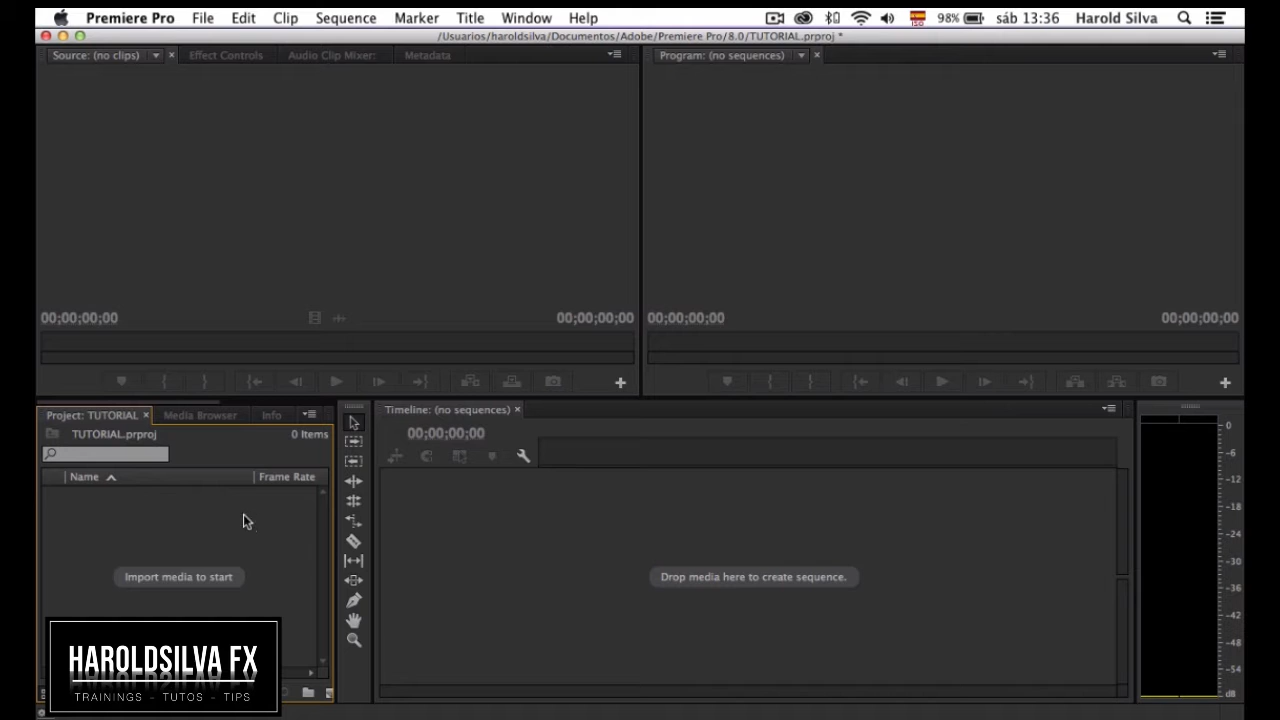 Premiere Pro File Edit Clip Sequence Marker Title Window Help 98% sáb 13:36 Harold Silva
/Usuarios/haroldsilva/Documentos/Adobe/Premiere Pro/8.0/TUTORIAL.prproj *
Source: (no clips) Effect Controls Audio Clip Mixer: Metadata
Program: (no sequences)
00;00;00;00 00;00;00;00
00;00;00;00 00;00;00;00
Project: TUTORIAL Media Browser Info
TUTORIAL.prproj 0 Items
Name Frame Rate
Import media to start
Timeline: (no sequences)
00;00;00;00
Drop media here to create sequence.
0
-6
-12
-18
-24
-30
-36
-42
-48
-54
dB
HAROLDSILVA FX
TRAININGS - TUTOS - TIPS